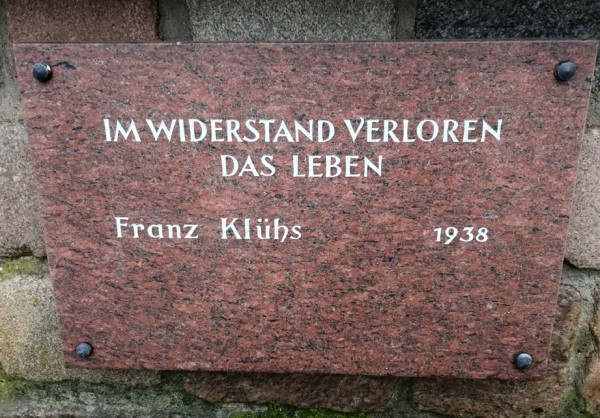 IM WIDERSTAND VERLOREN
DAS LEBEN
Franz Klühs 1938